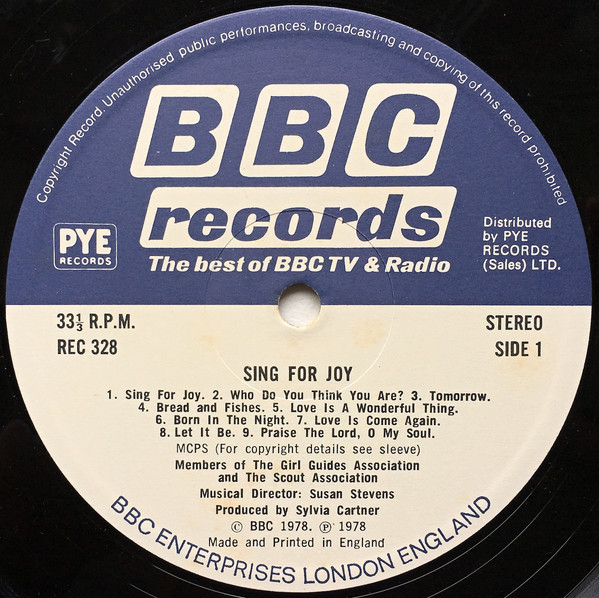 Copyright Record. Unauthorised public performances, broadcasting and copying of this record prohibited
BBC
records
The best of BBC TV & Radio
PYE
RECORDS
Distributed
by PYE
RECORDS
(Sales) LTD.
33⅓ R.P.M.
REC 328
STEREO
SIDE 1
SING FOR JOY
1. Sing For Joy. 2. Who Do You Think You Are? 3. Tomorrow.
4. Bread and Fishes. 5. Love Is A Wonderful Thing.
6. Born In The Night. 7. Love Is Come Again.
8. Let It Be. 9. Praise The Lord, O My Soul.
MCPS (For copyright details see sleeve)
Members of The Girl Guides Association
and The Scout Association
Musical Director: Susan Stevens
Produced by Sylvia Cartner
© BBC 1978. ℗ 1978
Made and Printed in England
BBC ENTERPRISES LONDON ENGLAND